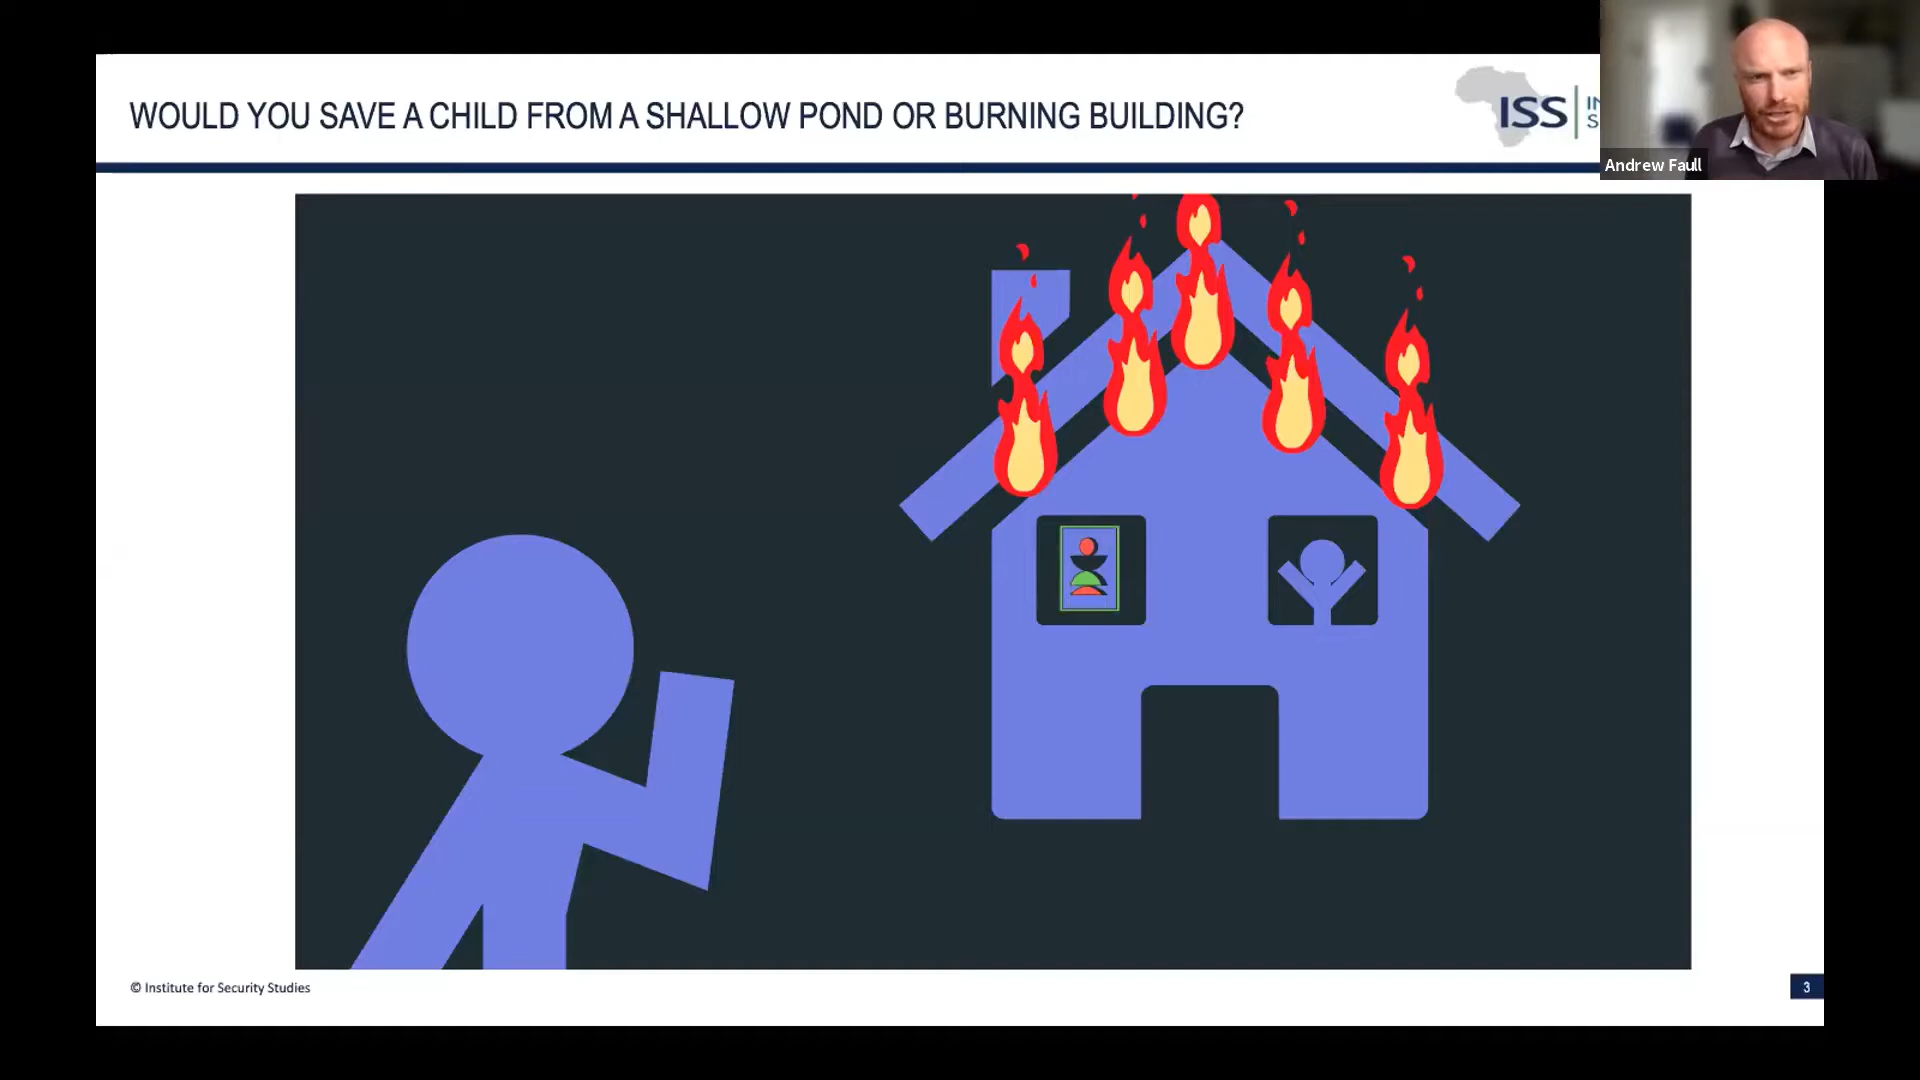 WOULD YOU SAVE A CHILD FROM A SHALLOW POND OR BURNING BUILDING?
ISS
Andrew Faull
© Institute for Security Studies
3